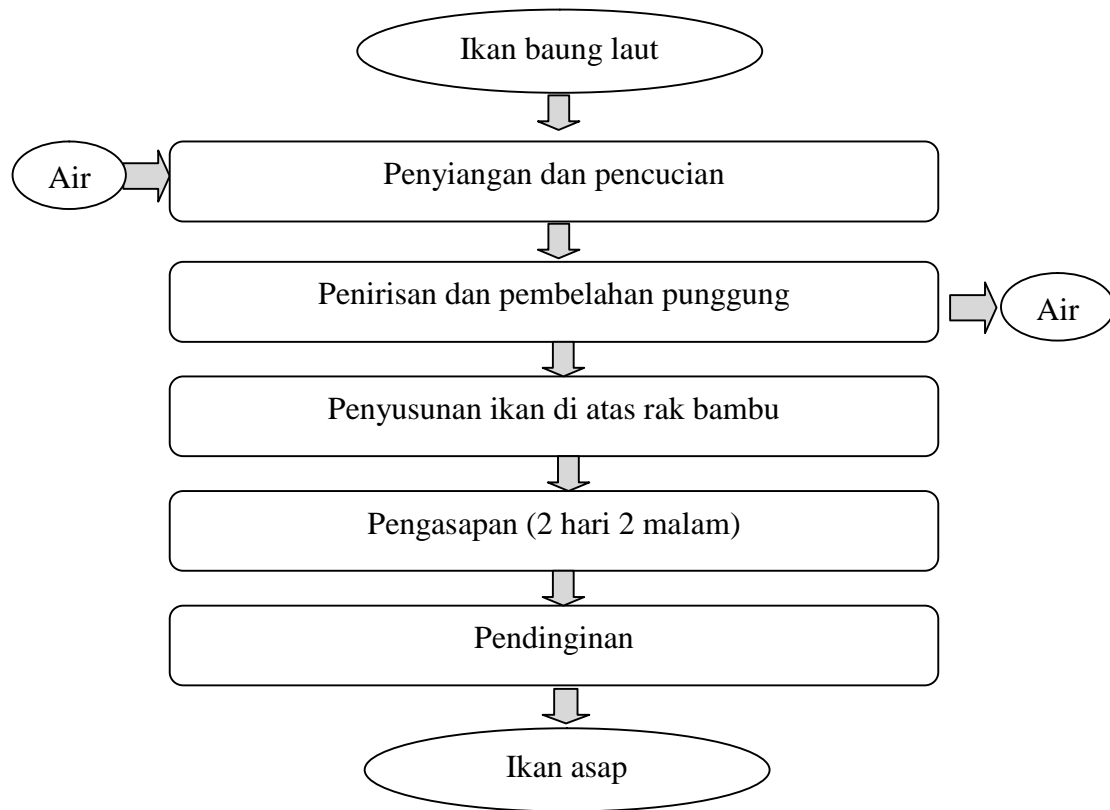 Ikan baung laut
Air
Penyiangan dan pencucian
Penirisan dan pembelahan punggung
Air
Penyusunan ikan di atas rak bambu
Pengasapan (2 hari 2 malam)
Pendinginan
Ikan asap